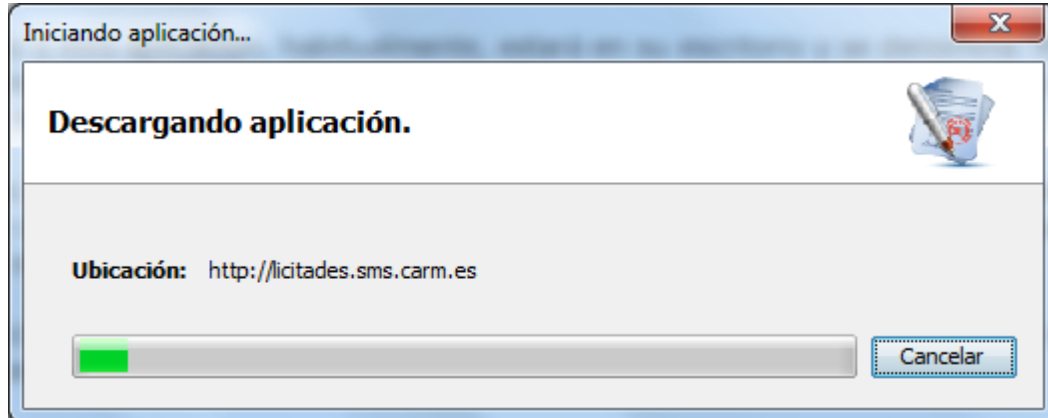 Iniciando aplicación...
Descargando aplicación.
Ubicación: http://licitades.sms.carm.es
Cancelar